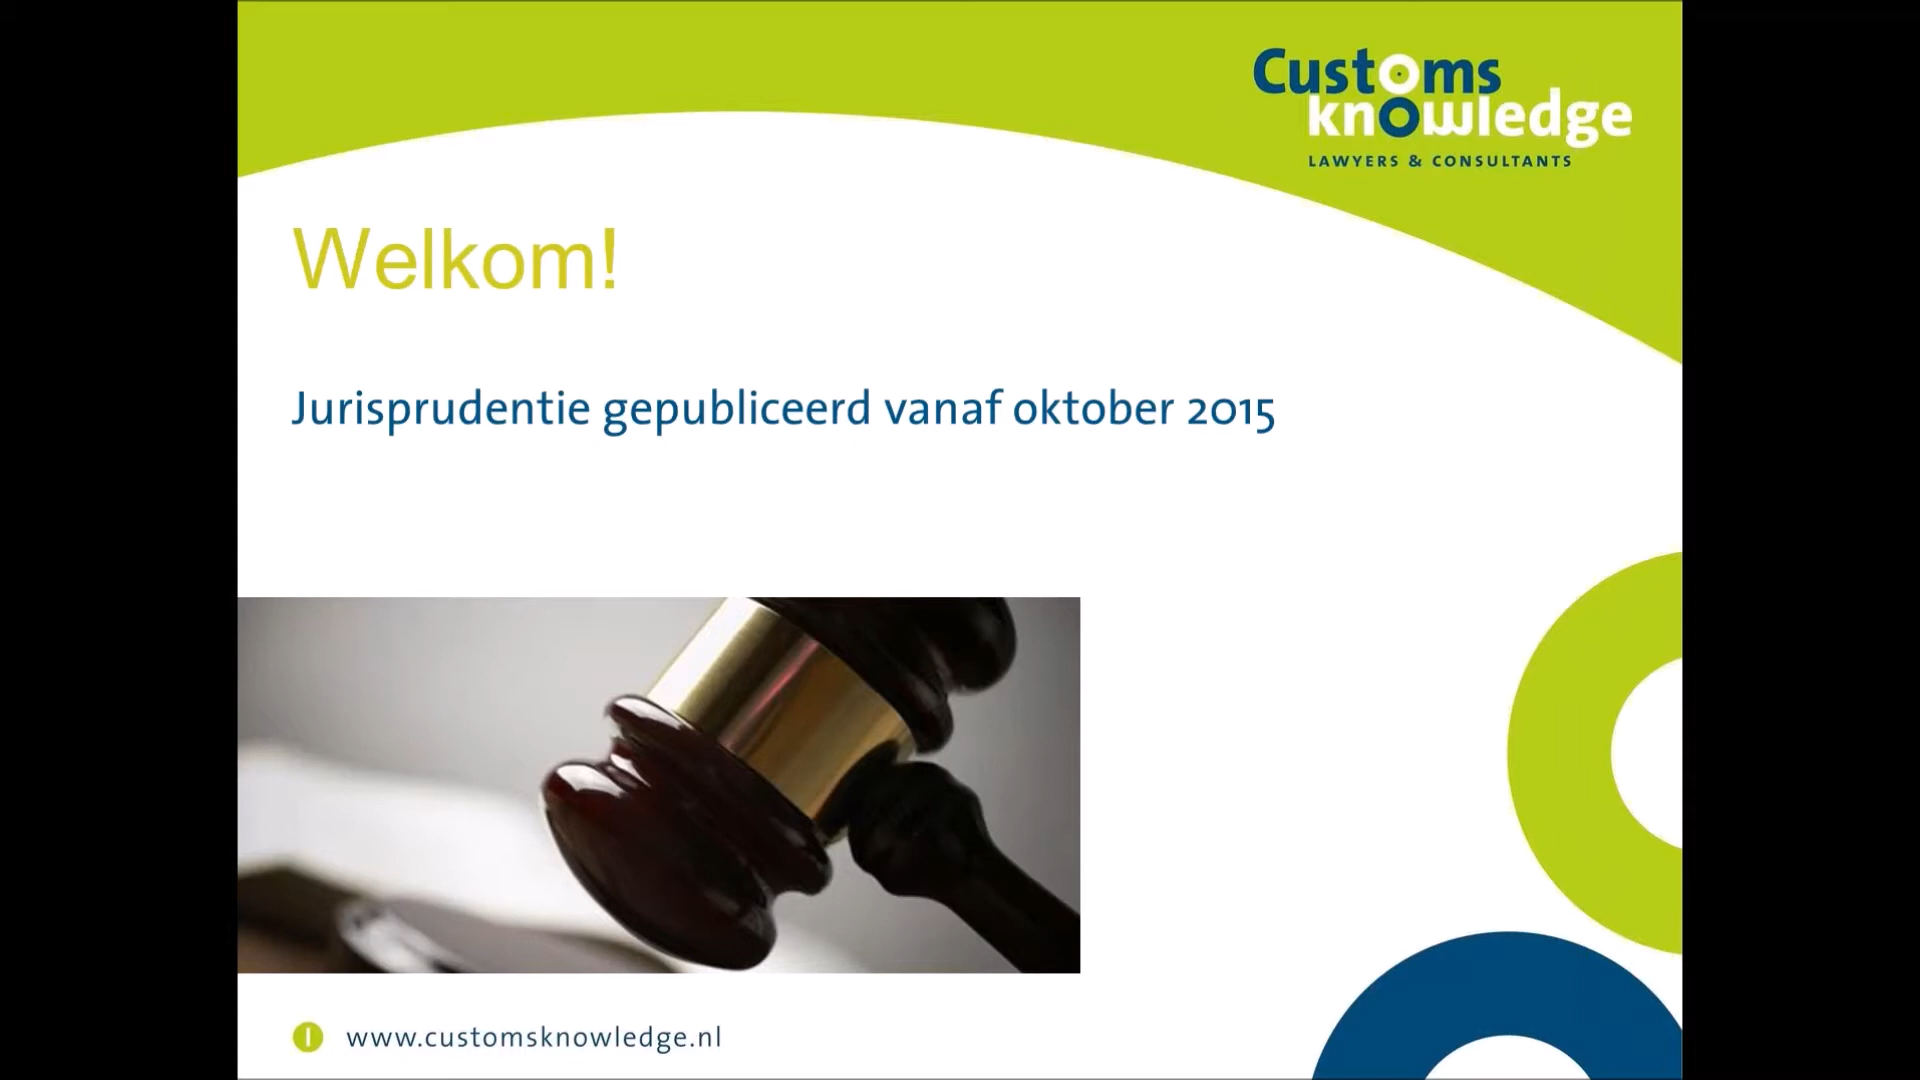 Customs
knowledge
LAWYERS & CONSULTANTS
Welkom!
Jurisprudentie gepubliceerd vanaf oktober 2015
www.customsknowledge.nl